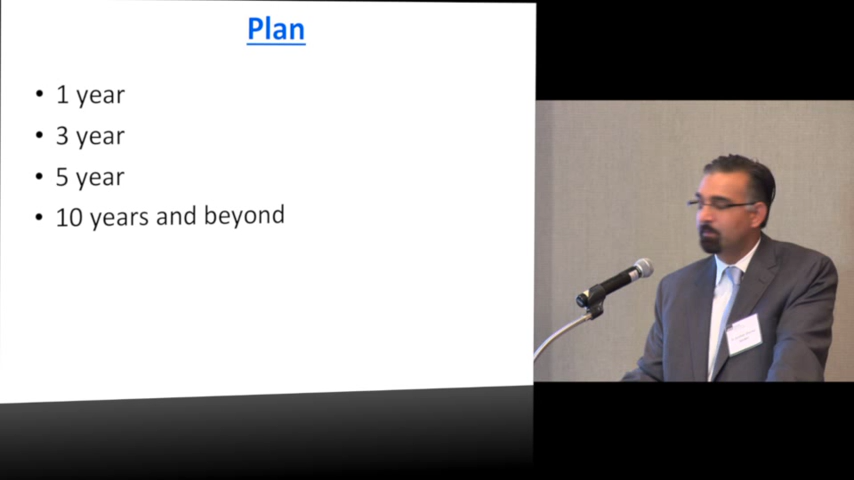 Plan
• 1 year
• 3 year
• 5 year
• 10 years and beyond